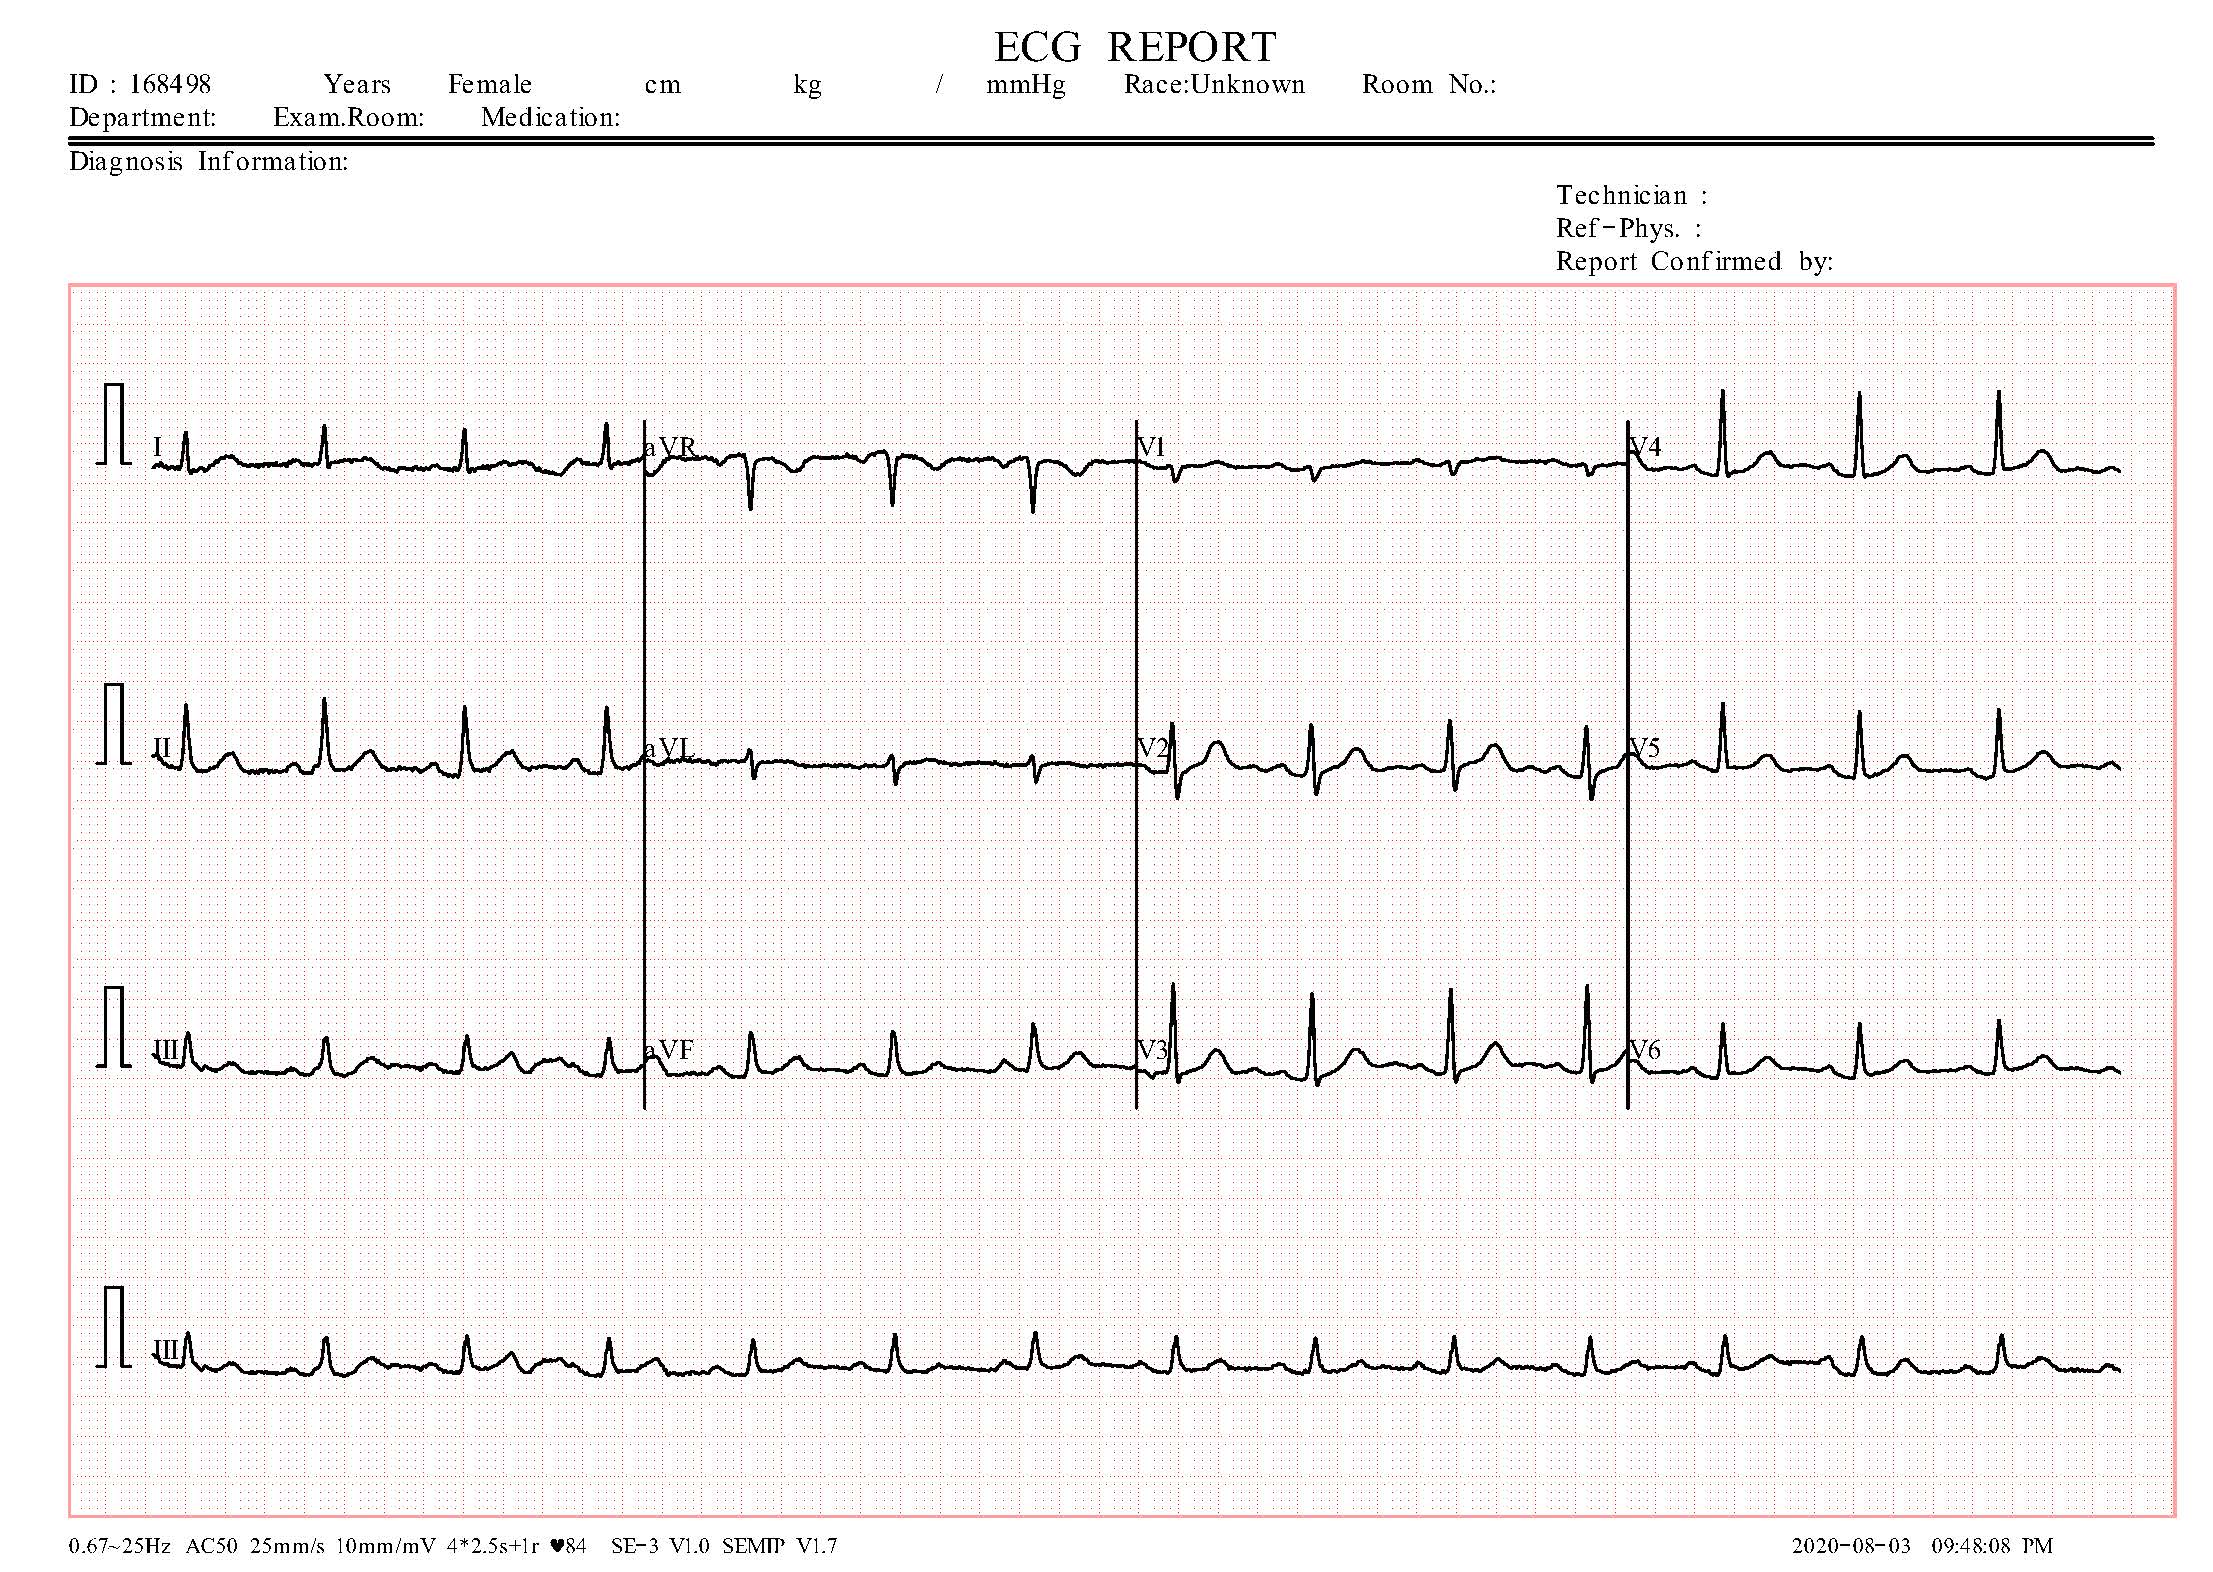 ECG REPORT
ID : 168498 Years Female cm kg / mmHg Race:Unknown Room No.:
Department: Exam.Room: Medication:
Diagnosis Information:
Technician :
Ref-Phys. :
Report Confirmed by:
I aVR V1 V4
II aVL V2 V5
III aVF V3 V6
III
0.67~25Hz AC50 25mm/s 10mm/mV 4*2.5s+1r ♥84 SE-3 V1.0 SEMIP V1.7 2020-08-03 09:48:08 PM